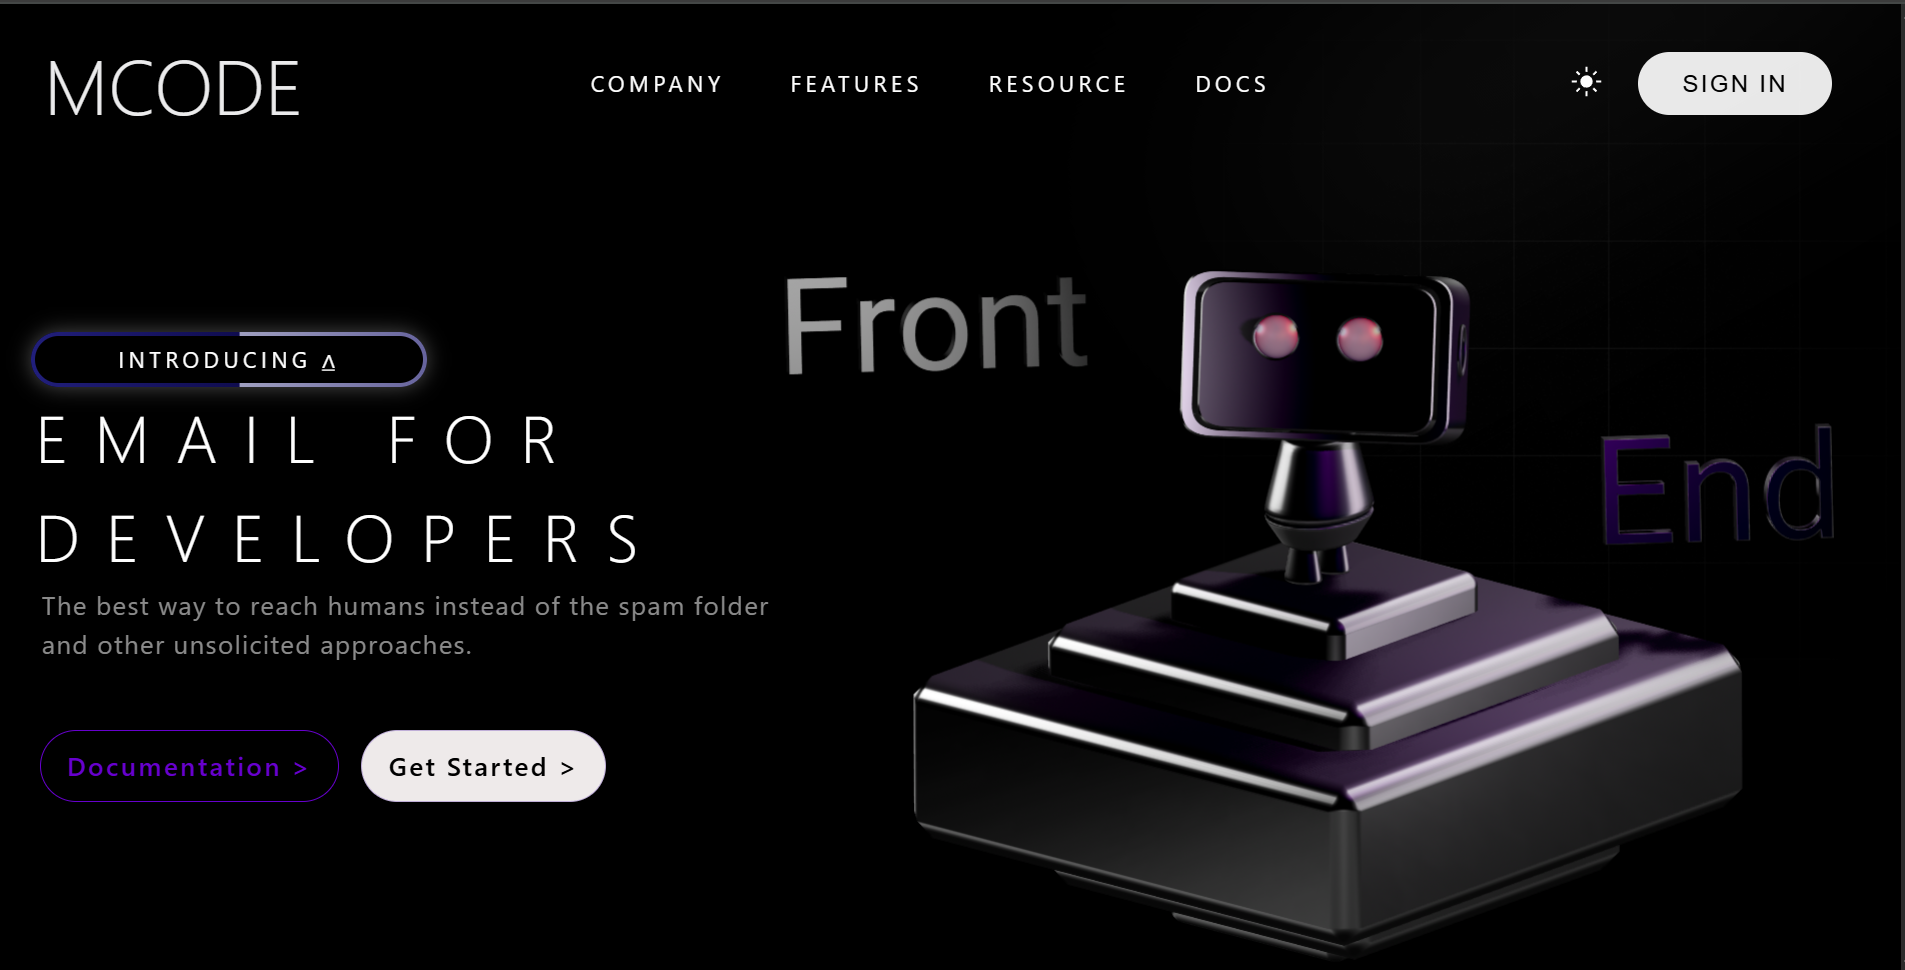 MCODE
COMPANY FEATURES RESOURCE DOCS
SIGN IN
Front
INTRODUCING Δ
EMAIL FOR
DEVELOPERS
End
The best way to reach humans instead of the spam folder
and other unsolicited approaches.
Documentation >
Get Started >